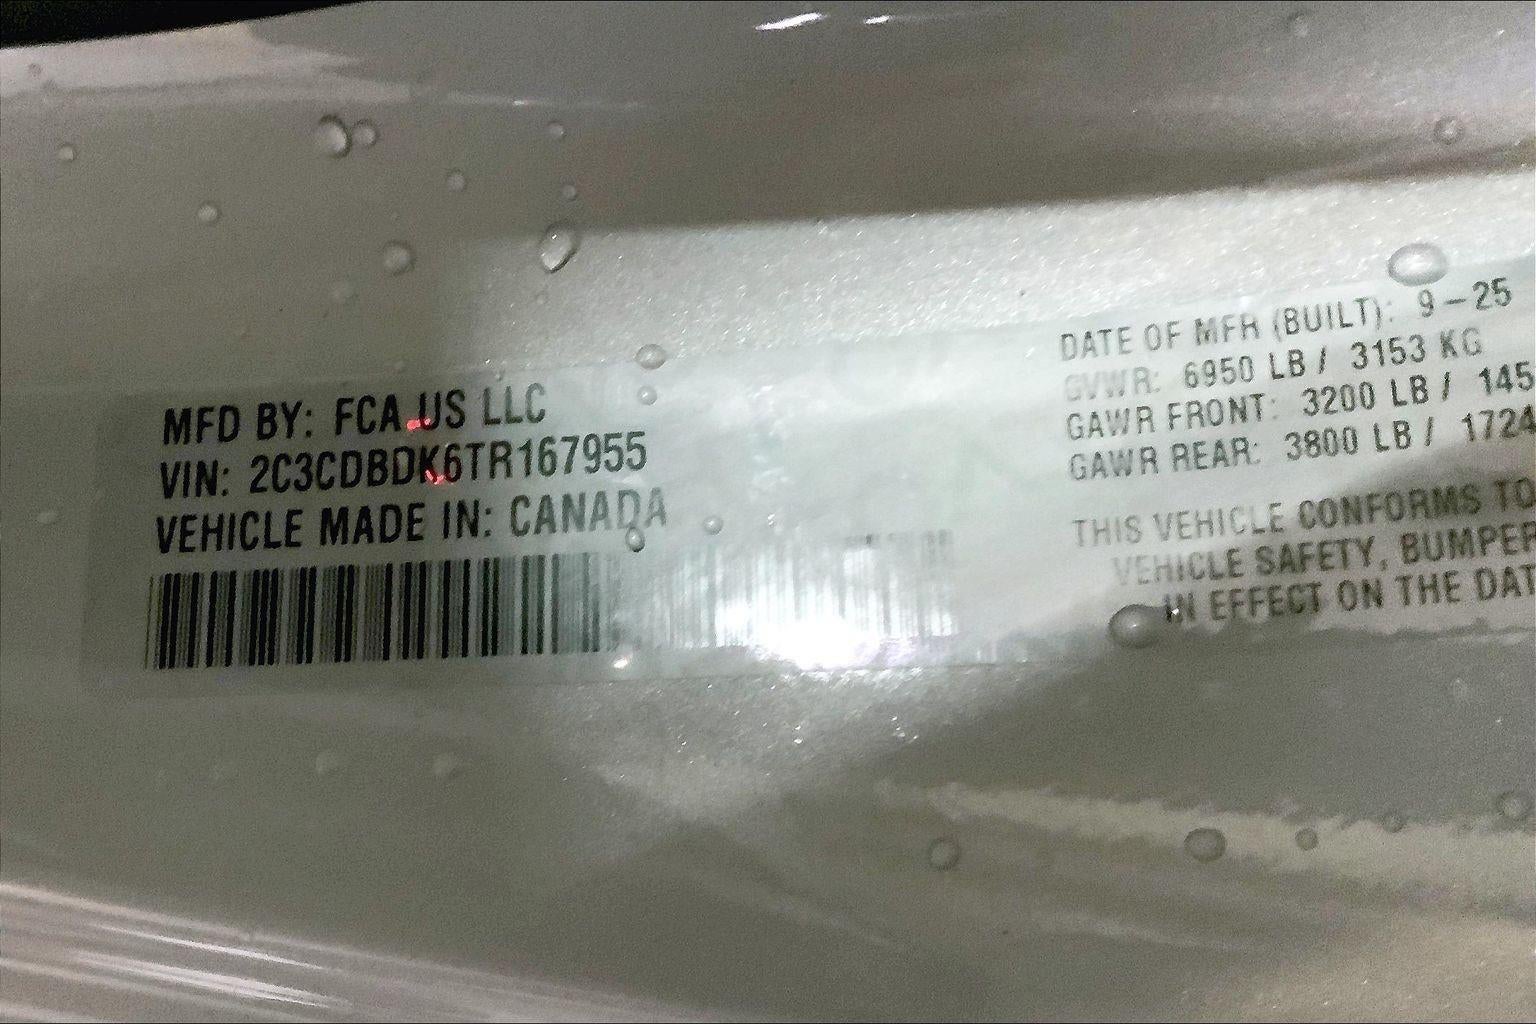 MFD BY: FCA US LLC
VIN: 2C3CDBDK6TR167955
VEHICLE MADE IN: CANADA
DATE OF MFR (BUILT): 9-25
GVWR: 6950 LB / 3153 KG
GAWR FRONT: 3200 LB / 145
GAWR REAR: 3800 LB / 1724
THIS VEHICLE CONFORMS TO
VEHICLE SAFETY, BUMPER
IN EFFECT ON THE DAT